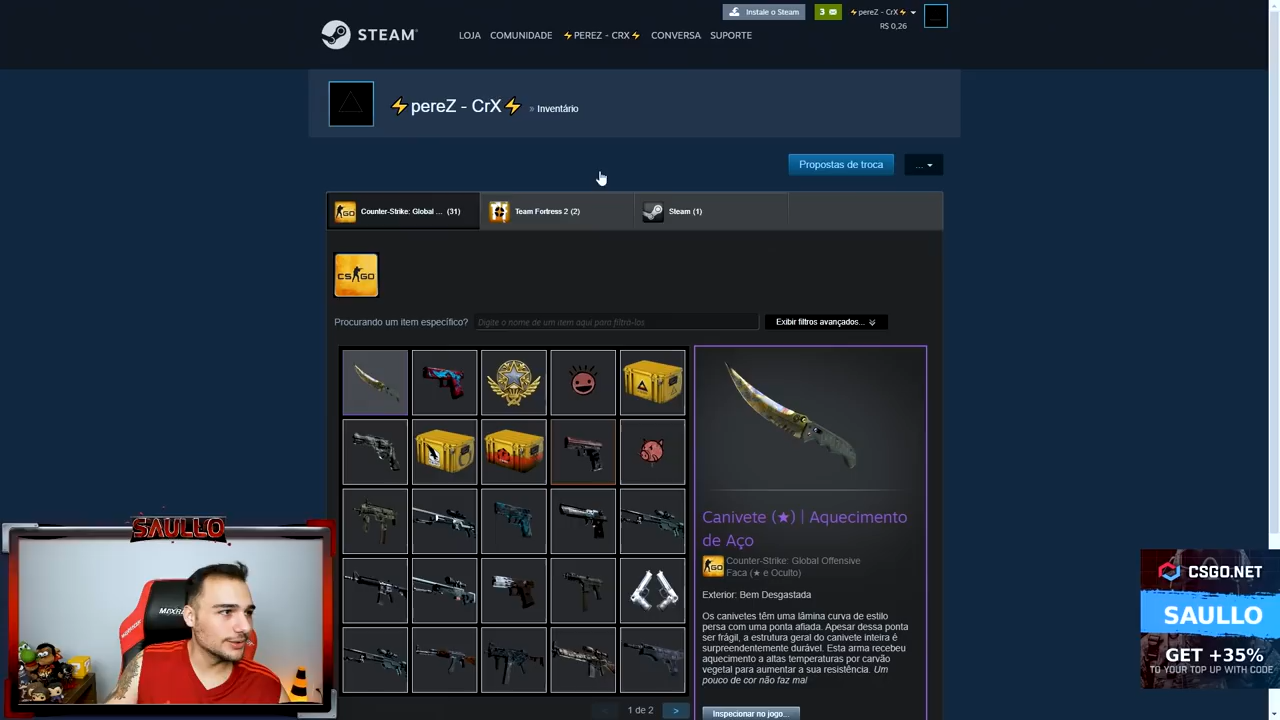 Instale o Steam
3
⚡pereZ - CrX⚡
R$ 0,26
STEAM
LOJA COMUNIDADE ⚡PEREZ - CRX⚡ CONVERSA SUPORTE
⚡pereZ - CrX⚡ » Inventário
Propostas de troca
...
Counter-Strike: Global ... (31)
Team Fortress 2 (2)
Steam (1)
CS GO
Procurando um item específico?
Digite o nome de um item aqui para filtrá-los
Exibir filtros avançados...
Canivete (★) | Aquecimento
de Aço
Counter-Strike: Global Offensive
Faca (★ e Oculto)
Exterior: Bem Desgastada
Os canivetes têm uma lâmina curva de estilo
persa com uma ponta afiada. Apesar dessa ponta
ser frágil, a estrutura geral do canivete inteira é
surpreendentemente durável. Esta arma recebeu
aquecimento a altas temperaturas por carvão
vegetal para aumentar a sua resistência. Um
pouco de cor não faz mal
Inspecionar no jogo...
1 de 2
SAULLO
CSGO.NET
SAULLO
GET +35%
TO YOUR TOP UP WITH CODE